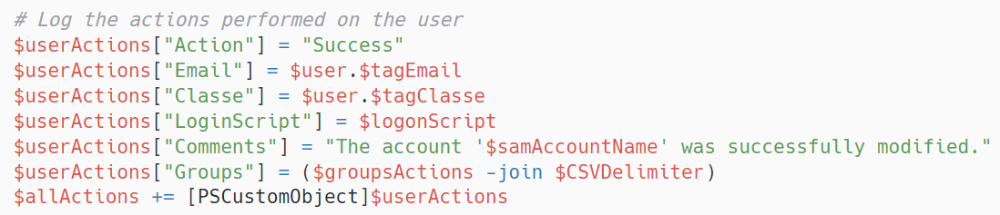 # Log the actions performed on the user
$userActions["Action"] = "Success"
$userActions["Email"] = $user.$tagEmail
$userActions["Classe"] = $user.$tagClasse
$userActions["LoginScript"] = $logonScript
$userActions["Comments"] = "The account '$samAccountName' was successfully modified."
$userActions["Groups"] = ($groupsActions -join $CSVDelimiter)
$allActions += [PSCustomObject]$userActions